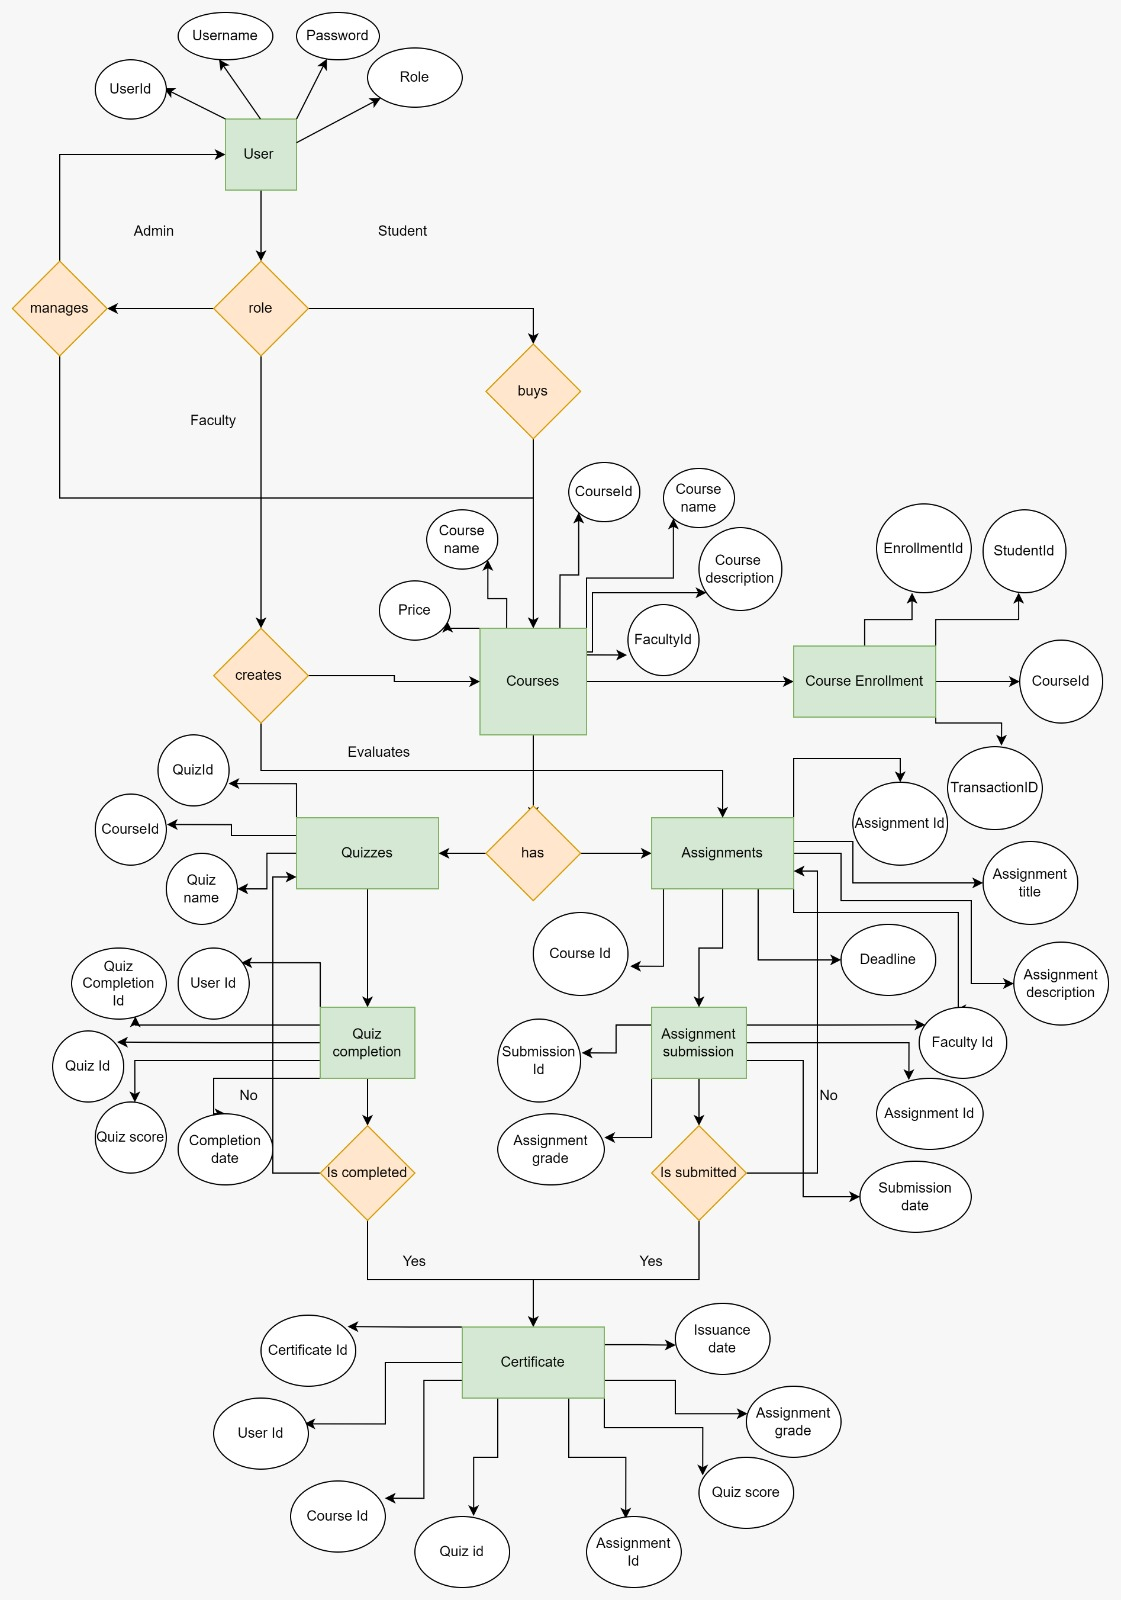 Username
Password
Role
UserId
User
Admin
Student
manages
role
buys
Faculty
CourseId
Course
name
Course
name
EnrollmentId
StudentId
Course
description
Price
FacultyId
creates
Courses
Course Enrollment
CourseId
Evaluates
QuizId
TransactionID
CourseId
Assignment Id
Quizzes
has
Assignments
Quiz
name
Assignment
title
Course Id
Deadline
Quiz
Completion
Id
User Id
Assignment
description
Quiz
completion
Assignment
submission
Faculty Id
Submission
Id
Quiz Id
No
No
Assignment Id
Quiz score
Completion
date
Assignment
grade
Is completed
Is submitted
Submission
date
Yes
Yes
Certificate Id
Issuance
date
Certificate
Assignment
grade
User Id
Quiz score
Course Id
Quiz id
Assignment
Id